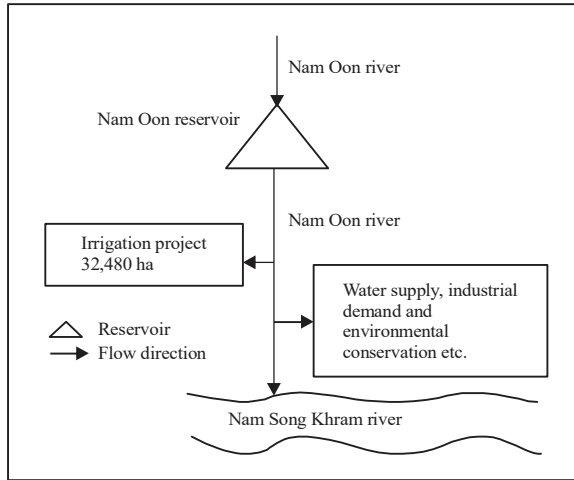 Nam Oon river
Nam Oon reservoir
Nam Oon river
Irrigation project
32,480 ha
Water supply, industrial
demand and
environmental
conservation etc.
Reservoir
Flow direction
Nam Song Khram river